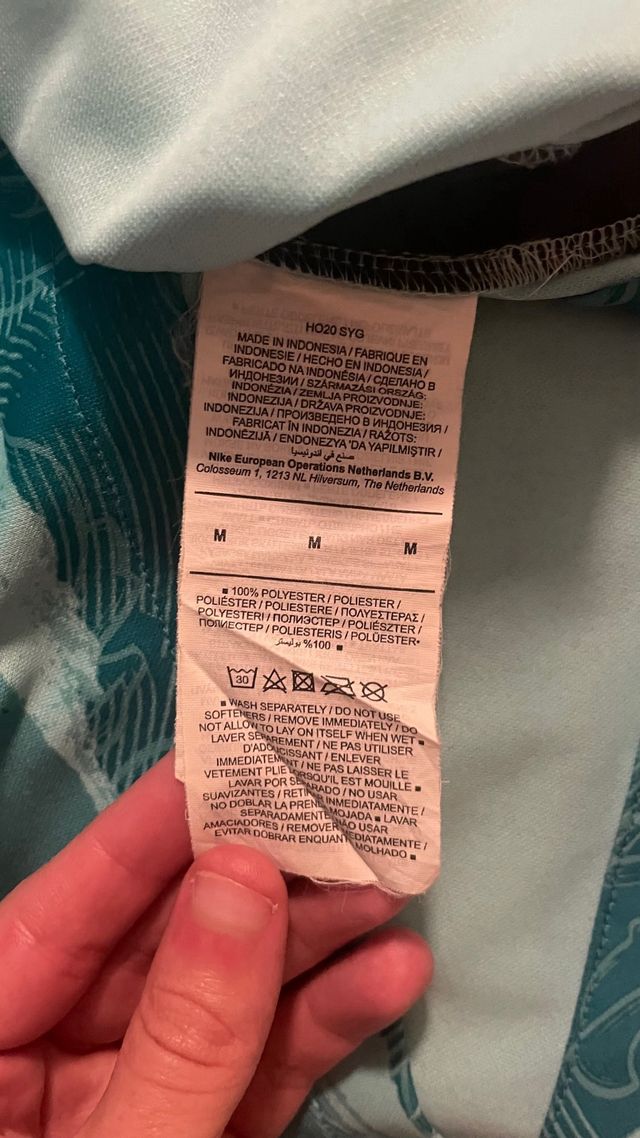 HO20 SYG
MADE IN INDONESIA / FABRIQUE EN
INDONESIE / HECHO EN INDONESIA /
FABRICADO NA INDONÉSIA / СДЕЛАНО В
ИНДОНЕЗИИ / SZÁRMAZÁSI ORSZÁG:
INDONÉZIA / ZEMLJA PROIZVODNJE:
INDONEZIJA / DRŽAVA PROIZVODNJE:
INDONEZIJA / ПРОИЗВЕДЕНО В ИНДОНЕЗИЯ /
FABRICAT ÎN INDONEZIA / RAŽOTS:
INDONĒZIJĀ / ENDONEZYA 'DA YAPILMIŞTIR /
صنع في اندونيسيا
Nike European Operations Netherlands B.V.
Colosseum 1, 1213 NL Hilversum, The Netherlands
M M M
■ 100% POLYESTER / POLIESTER /
POLIÉSTER / POLIESTERE / ΠΟΛΥΕΣΤΕΡΑΣ /
POLYESTERI / ПОЛИЭСТЕР / POLIÉSZTER /
ПОЛИЕСТЕР / POLIESTERIS / POLÜESTER•
■ 100% بوليستر
30
■ WASH SEPARATELY / DO NOT USE
SOFTENERS / REMOVE IMMEDIATELY / DO
NOT ALLOW TO LAY ON ITSELF WHEN WET ■
LAVER SÉPAREMENT / NE PAS UTILISER
D'ADOUCISSANT / ENLEVER
IMMEDIATEMENT / NE PAS LAISSER LE
VETEMENT PLIE LORSQU'IL EST MOUILLE ■
LAVAR POR SEPARADO / NO USAR
SUAVIZANTES / RETIRAR INMEDIATAMENTE /
NO DOBLAR LA PRENDA MOJADA ■ LAVAR
SEPARADAMENTE / NÃO USAR
AMACIADORES / REMOVER IMEDIATAMENTE /
EVITAR DOBRAR ENQUANTO MOLHADO ■